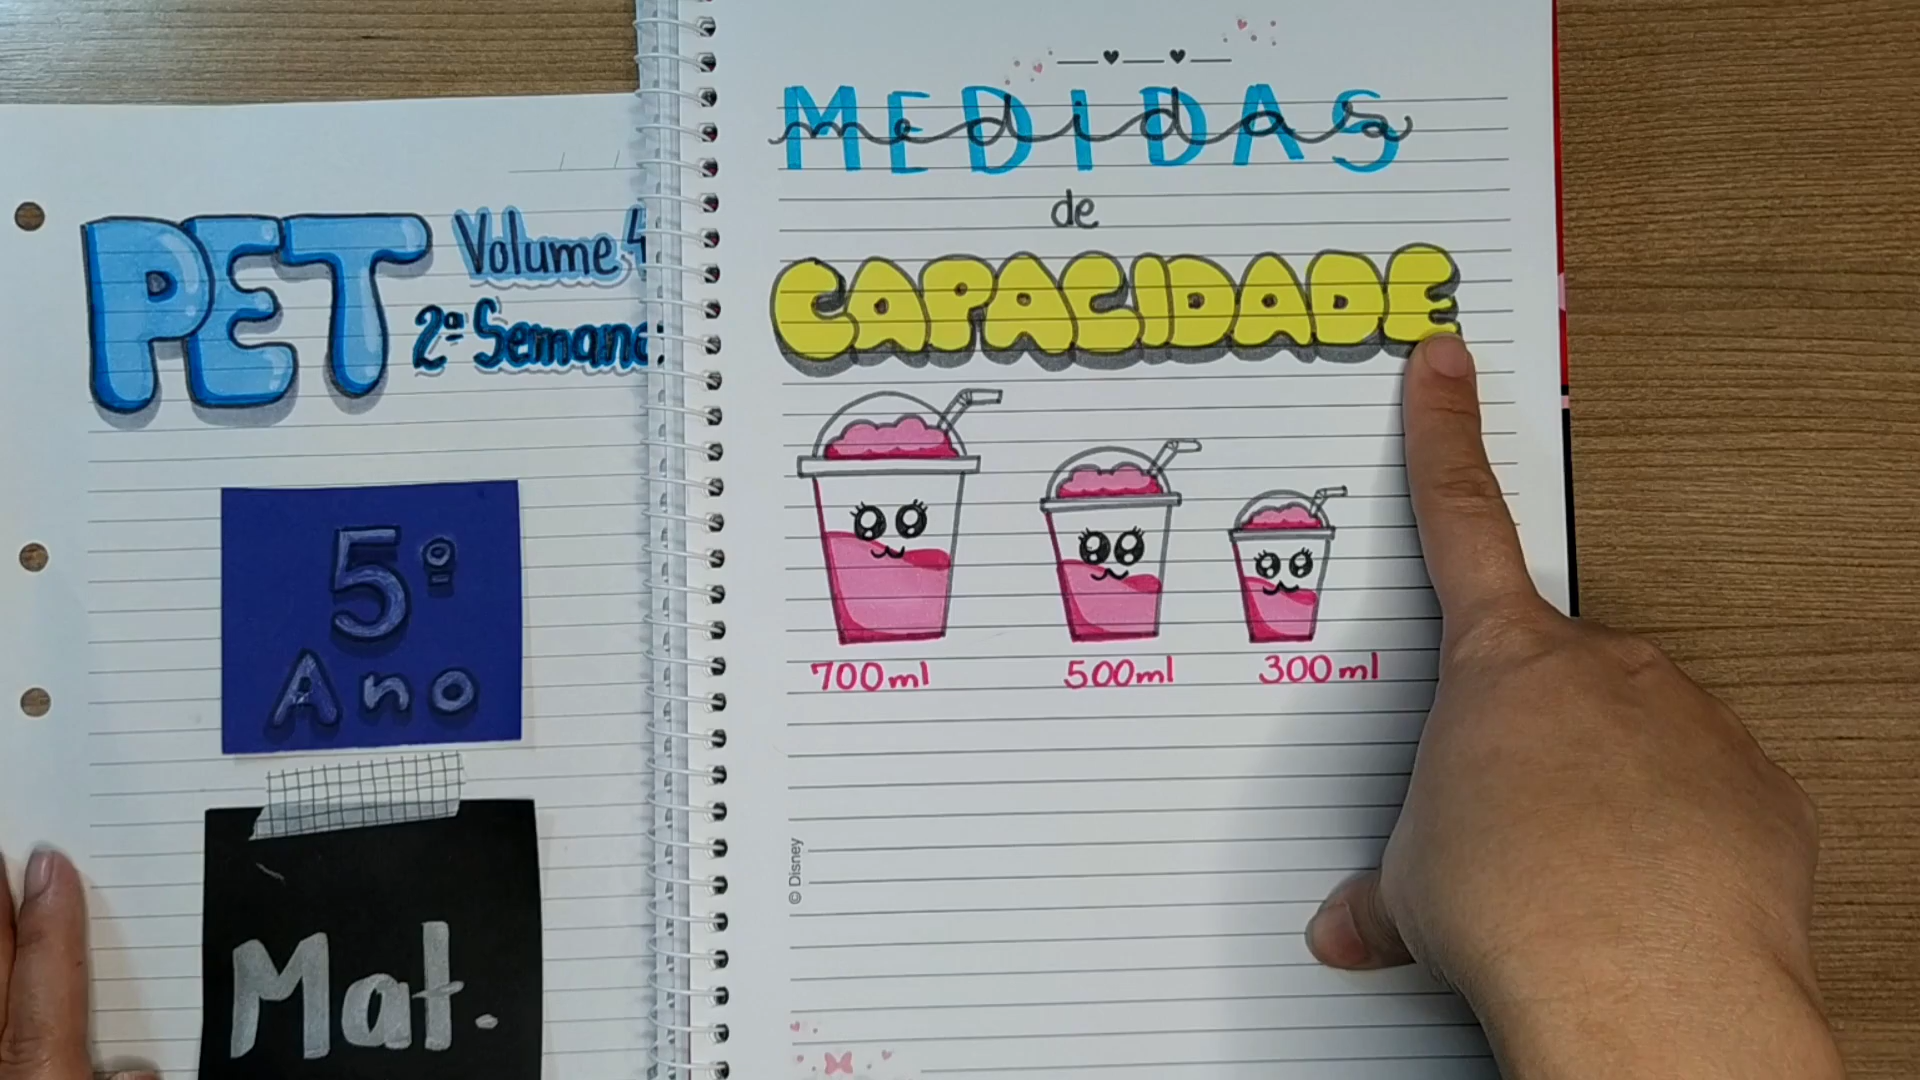 PET Volume 4
2ª Semana
5º
Ano
Mat.
MEDIDAS
medidas
de
CAPACIDADE
700ml 500ml 300ml
© Disney